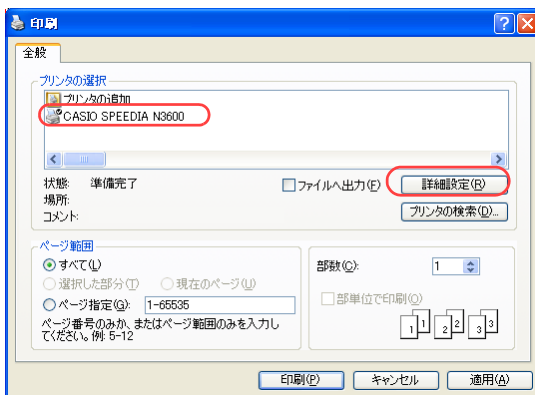 印刷
全般
プリンタの選択
プリンタの追加
CASIO SPEEDIA N3600
状態: 準備完了
場所:
コメント:
ファイルへ出力(F)
詳細設定(R)
プリンタの検索(D)...
ページ範囲
すべて(L)
選択した部分(T) 現在のページ(U)
ページ指定(G): 1-65535
ページ番号のみか、またはページ範囲のみを入力し
てください。例: 5-12
部数(C): 1
部単位で印刷(O)
1 1 2 2 3 3
印刷(P) キャンセル 適用(A)